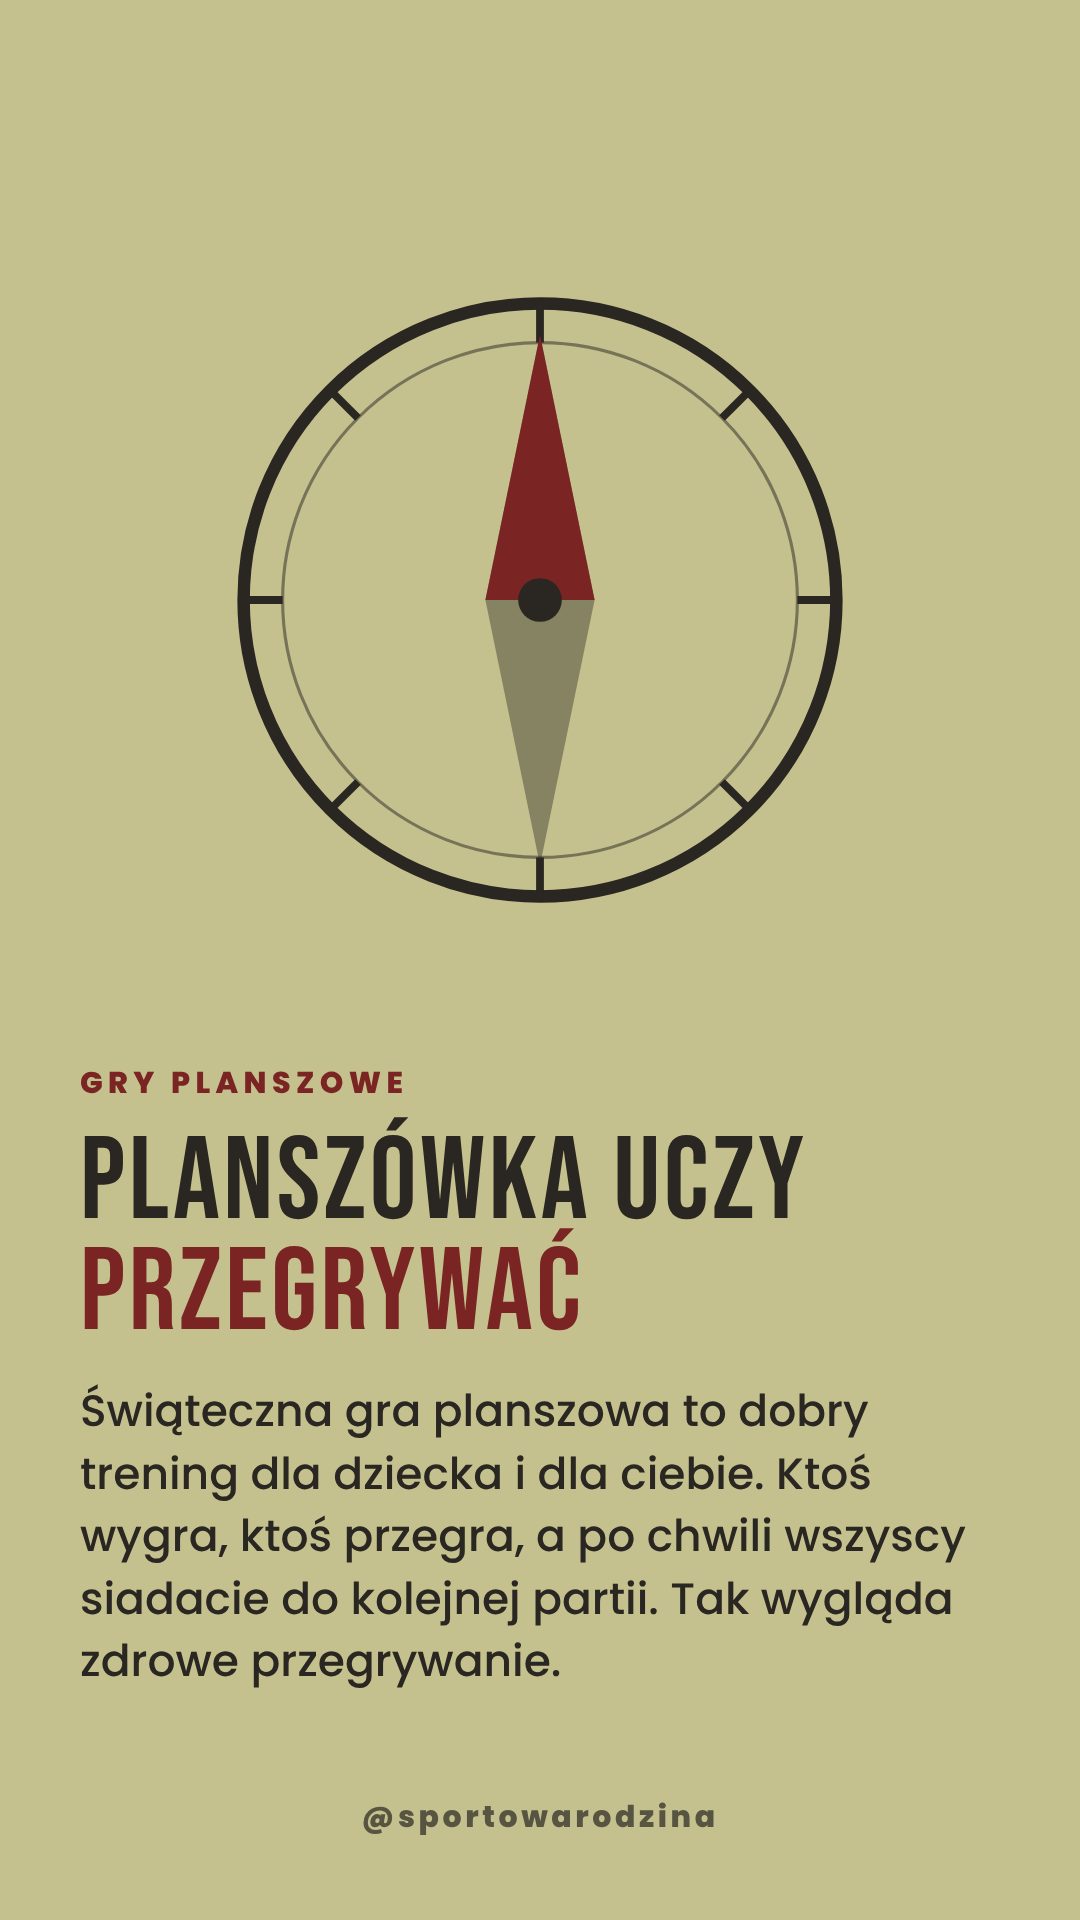 GRY PLANSZOWE
PLANSZÓWKA UCZY
PRZEGRYWAĆ
Świąteczna gra planszowa to dobry
trening dla dziecka i dla ciebie. Ktoś
wygra, ktoś przegra, a po chwili wszyscy
siadacie do kolejnej partii. Tak wygląda
zdrowe przegrywanie.
@sportowarodzina